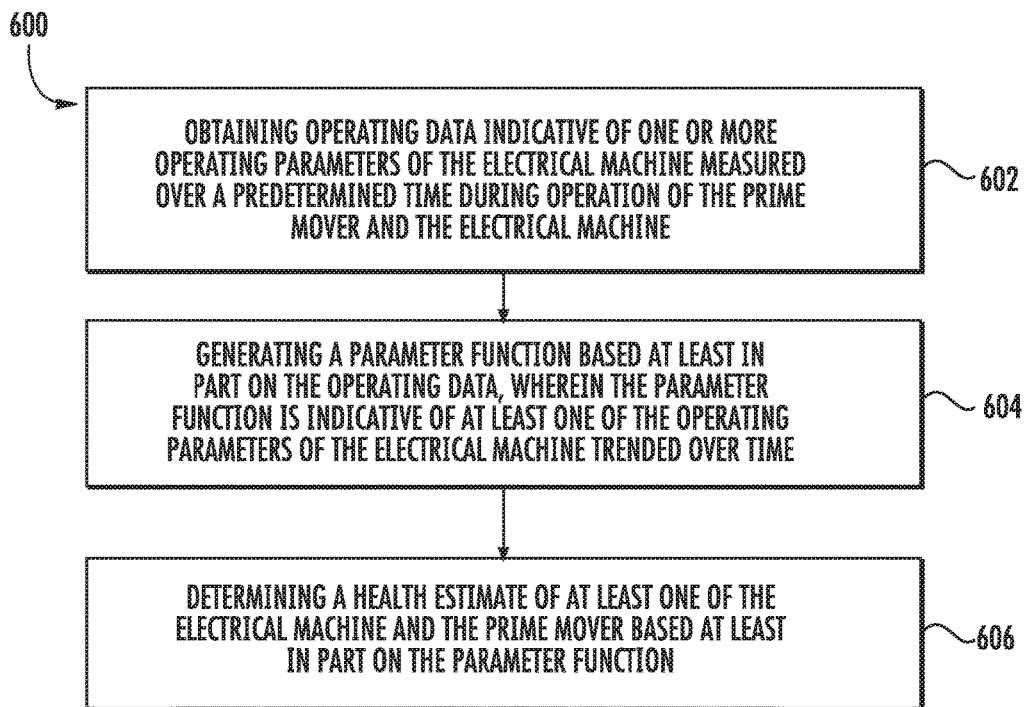 600
OBTAINING OPERATING DATA INDICATIVE OF ONE OR MORE
OPERATING PARAMETERS OF THE ELECTRICAL MACHINE MEASURED
OVER A PREDETERMINED TIME DURING OPERATION OF THE PRIME
MOVER AND THE ELECTRICAL MACHINE
602
GENERATING A PARAMETER FUNCTION BASED AT LEAST IN
PART ON THE OPERATING DATA, WHEREIN THE PARAMETER
FUNCTION IS INDICATIVE OF AT LEAST ONE OF THE OPERATING
PARAMETERS OF THE ELECTRICAL MACHINE TRENDED OVER TIME
604
DETERMINING A HEALTH ESTIMATE OF AT LEAST ONE OF THE
ELECTRICAL MACHINE AND THE PRIME MOVER BASED AT LEAST
IN PART ON THE PARAMETER FUNCTION
606